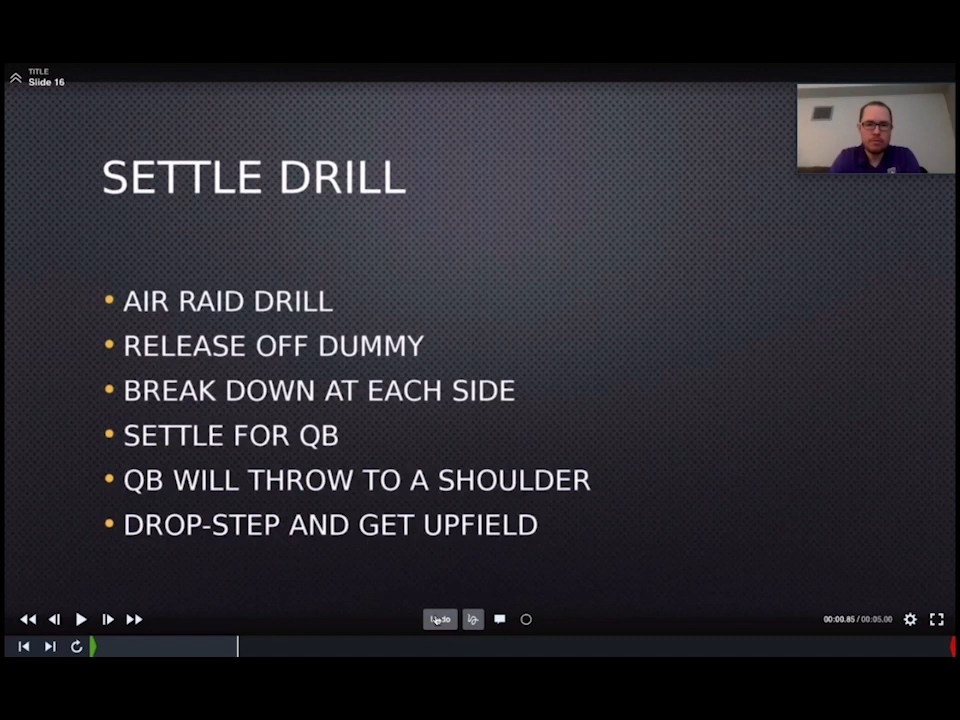 TITLE
Slide 16
SETTLE DRILL
• AIR RAID DRILL
• RELEASE OFF DUMMY
• BREAK DOWN AT EACH SIDE
• SETTLE FOR QB
• QB WILL THROW TO A SHOULDER
• DROP-STEP AND GET UPFIELD
00:00.85 / 00:05.00